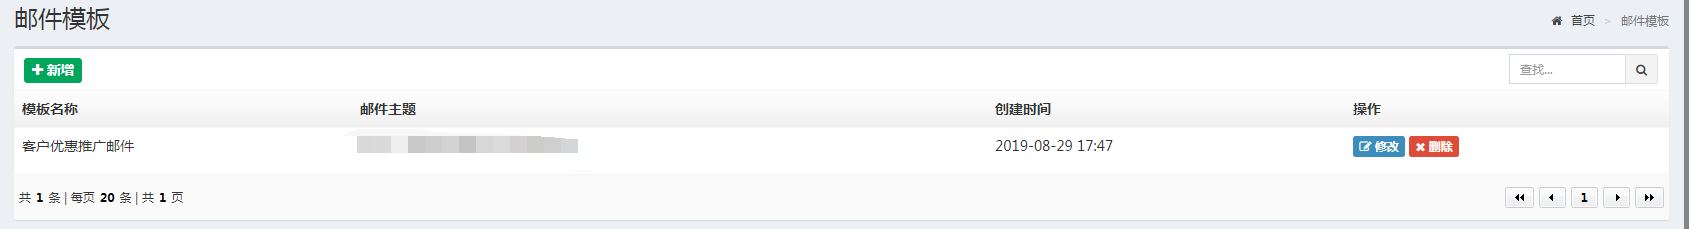 邮件模板
首页 > 邮件模板
新增
查找...
模板名称 邮件主题 创建时间 操作
客户优惠推广邮件 2019-08-29 17:47 修改 删除
共 1 条 | 每页 20 条 | 共 1 页
1